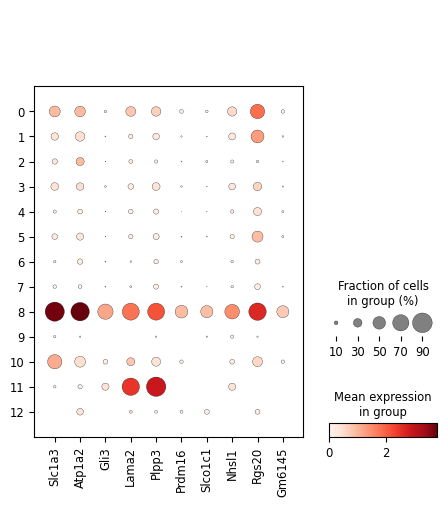 0
1
2
3
4
5
6
7
8
9
10
11
12
Slc1a3
Atp1a2
Gli3
Lama2
Plpp3
Prdm16
Slco1c1
Nhsl1
Rgs20
Gm6145
Fraction of cells
in group (%)
10 30 50 70 90
Mean expression
in group
0 2